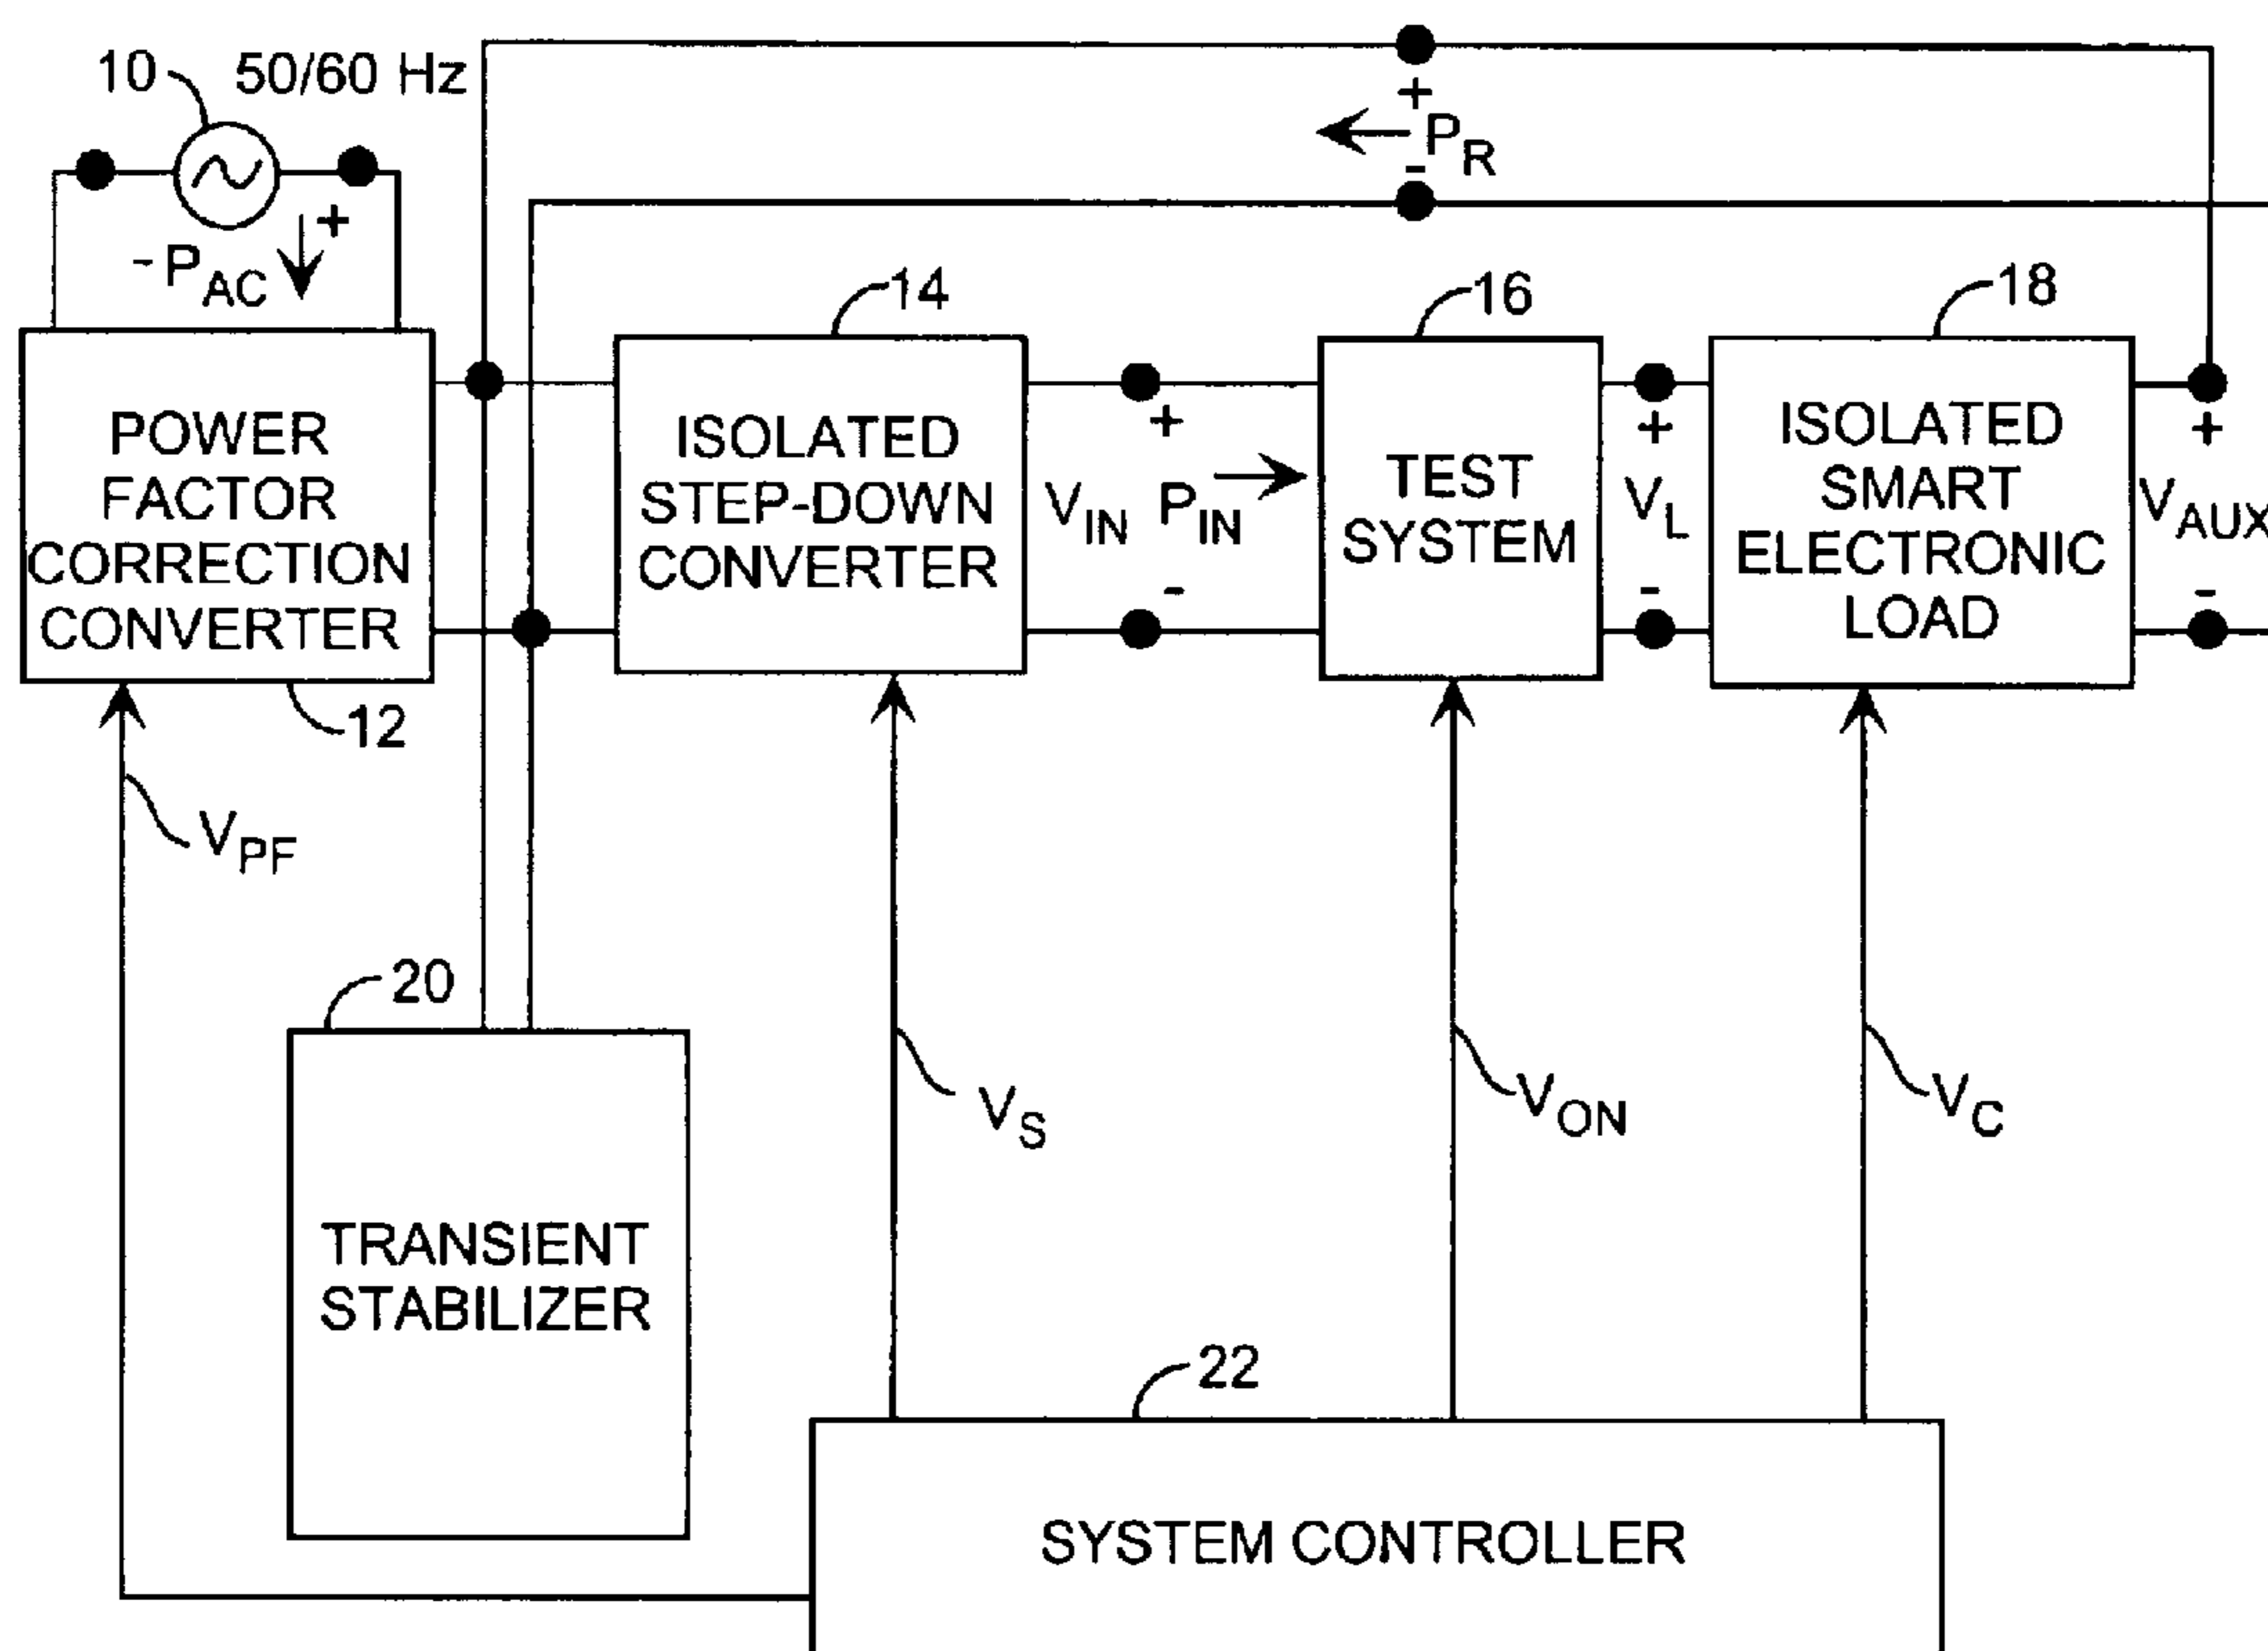 10
50/60 Hz
+
- P_AC
+
P_R
-
14
16
18
POWER
FACTOR
CORRECTION
CONVERTER
12
ISOLATED
STEP-DOWN
CONVERTER
+
V_IN P_IN
-
TEST
SYSTEM
+
V_L
-
ISOLATED
SMART
ELECTRONIC
LOAD
+
V_AUX
-
V_PF
20
TRANSIENT
STABILIZER
V_S
V_ON
V_C
22
SYSTEM CONTROLLER